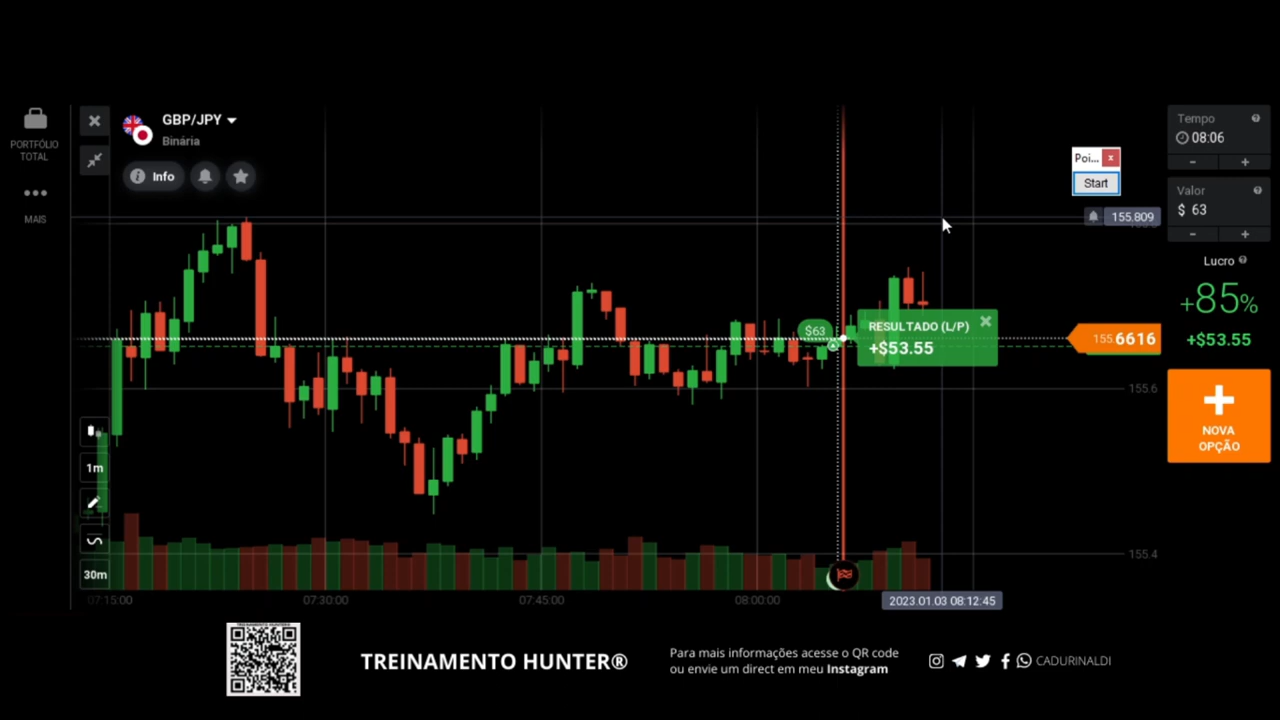 PORTFÓLIO
TOTAL
MAIS
GBP/JPY
Binária
Info
Poi...
x
Start
155.809
Tempo
08:06
-
+
Valor
$ 63
-
+
Lucro
+85%
+$53.55
NOVA
OPÇÃO
$63
RESULTADO (L/P)
+$53.55
155.6616
155.6
155.4
1m
30m
07:15:00
07:30:00
07:45:00
08:00:00
2023.01.03 08:12:45
TREINAMENTO HUNTER®
Para mais informações acesse o QR code
ou envie um direct em meu Instagram
CADURINALDI